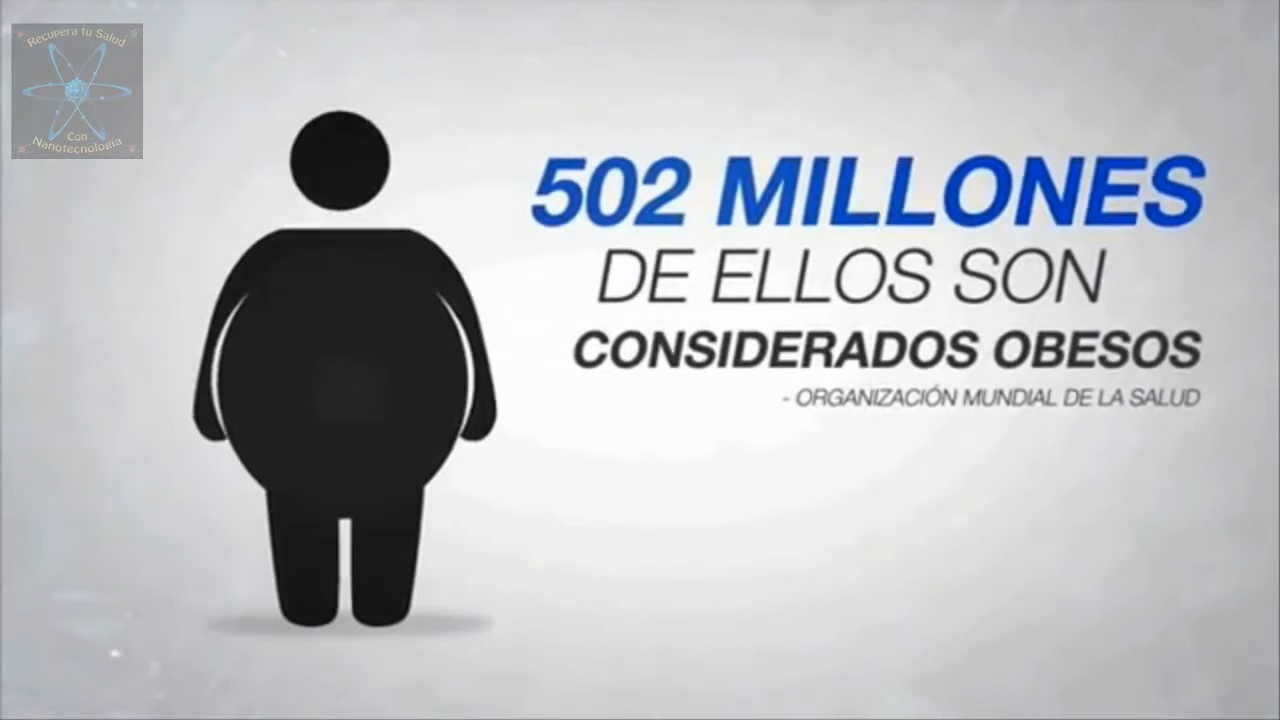 Recupera tu Salud
Con
Nanotecnología
502 MILLONES
DE ELLOS SON
CONSIDERADOS OBESOS
- ORGANIZACIÓN MUNDIAL DE LA SALUD